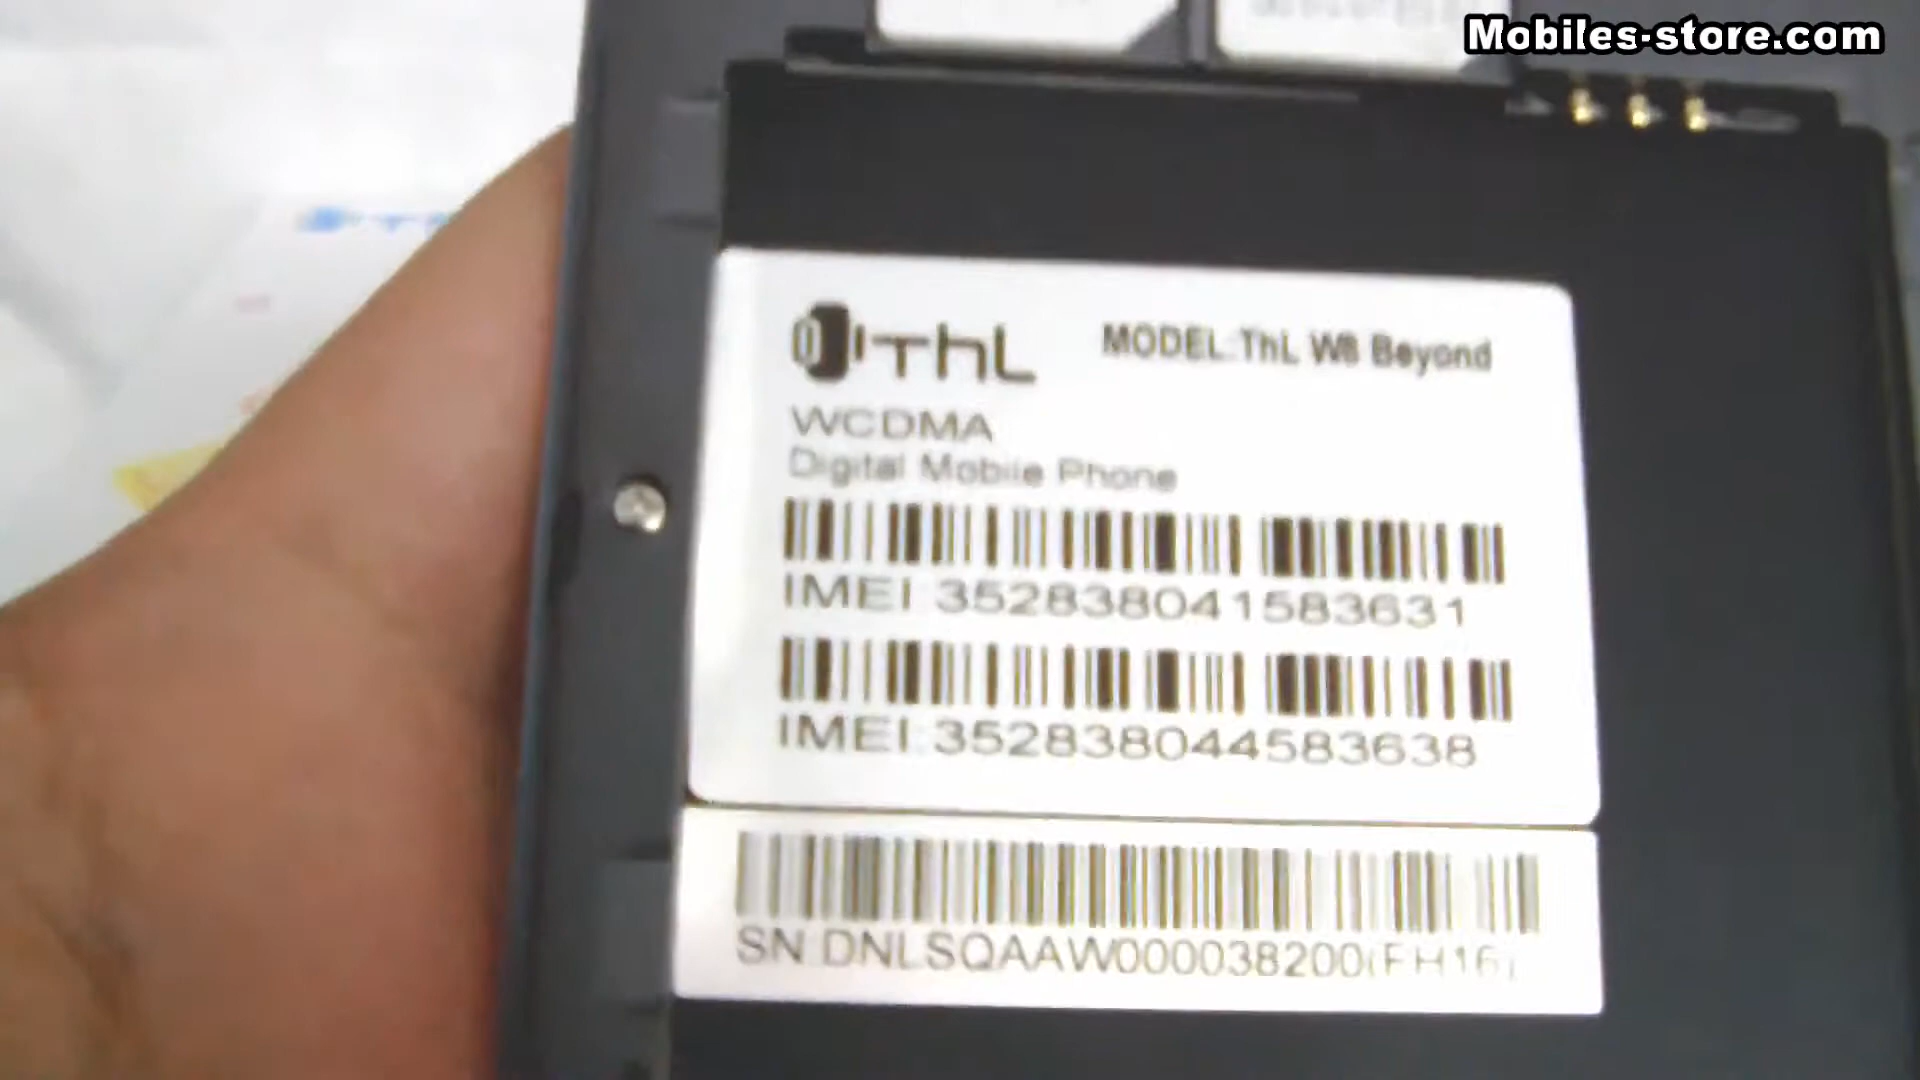 Mobiles-store.com
ThL
MODEL:ThL W8 Beyond
WCDMA
Digital Mobile Phone
IMEI:352838041583631
IMEI:352838044583638
SN:DNLSQAAW000038200(FH16)